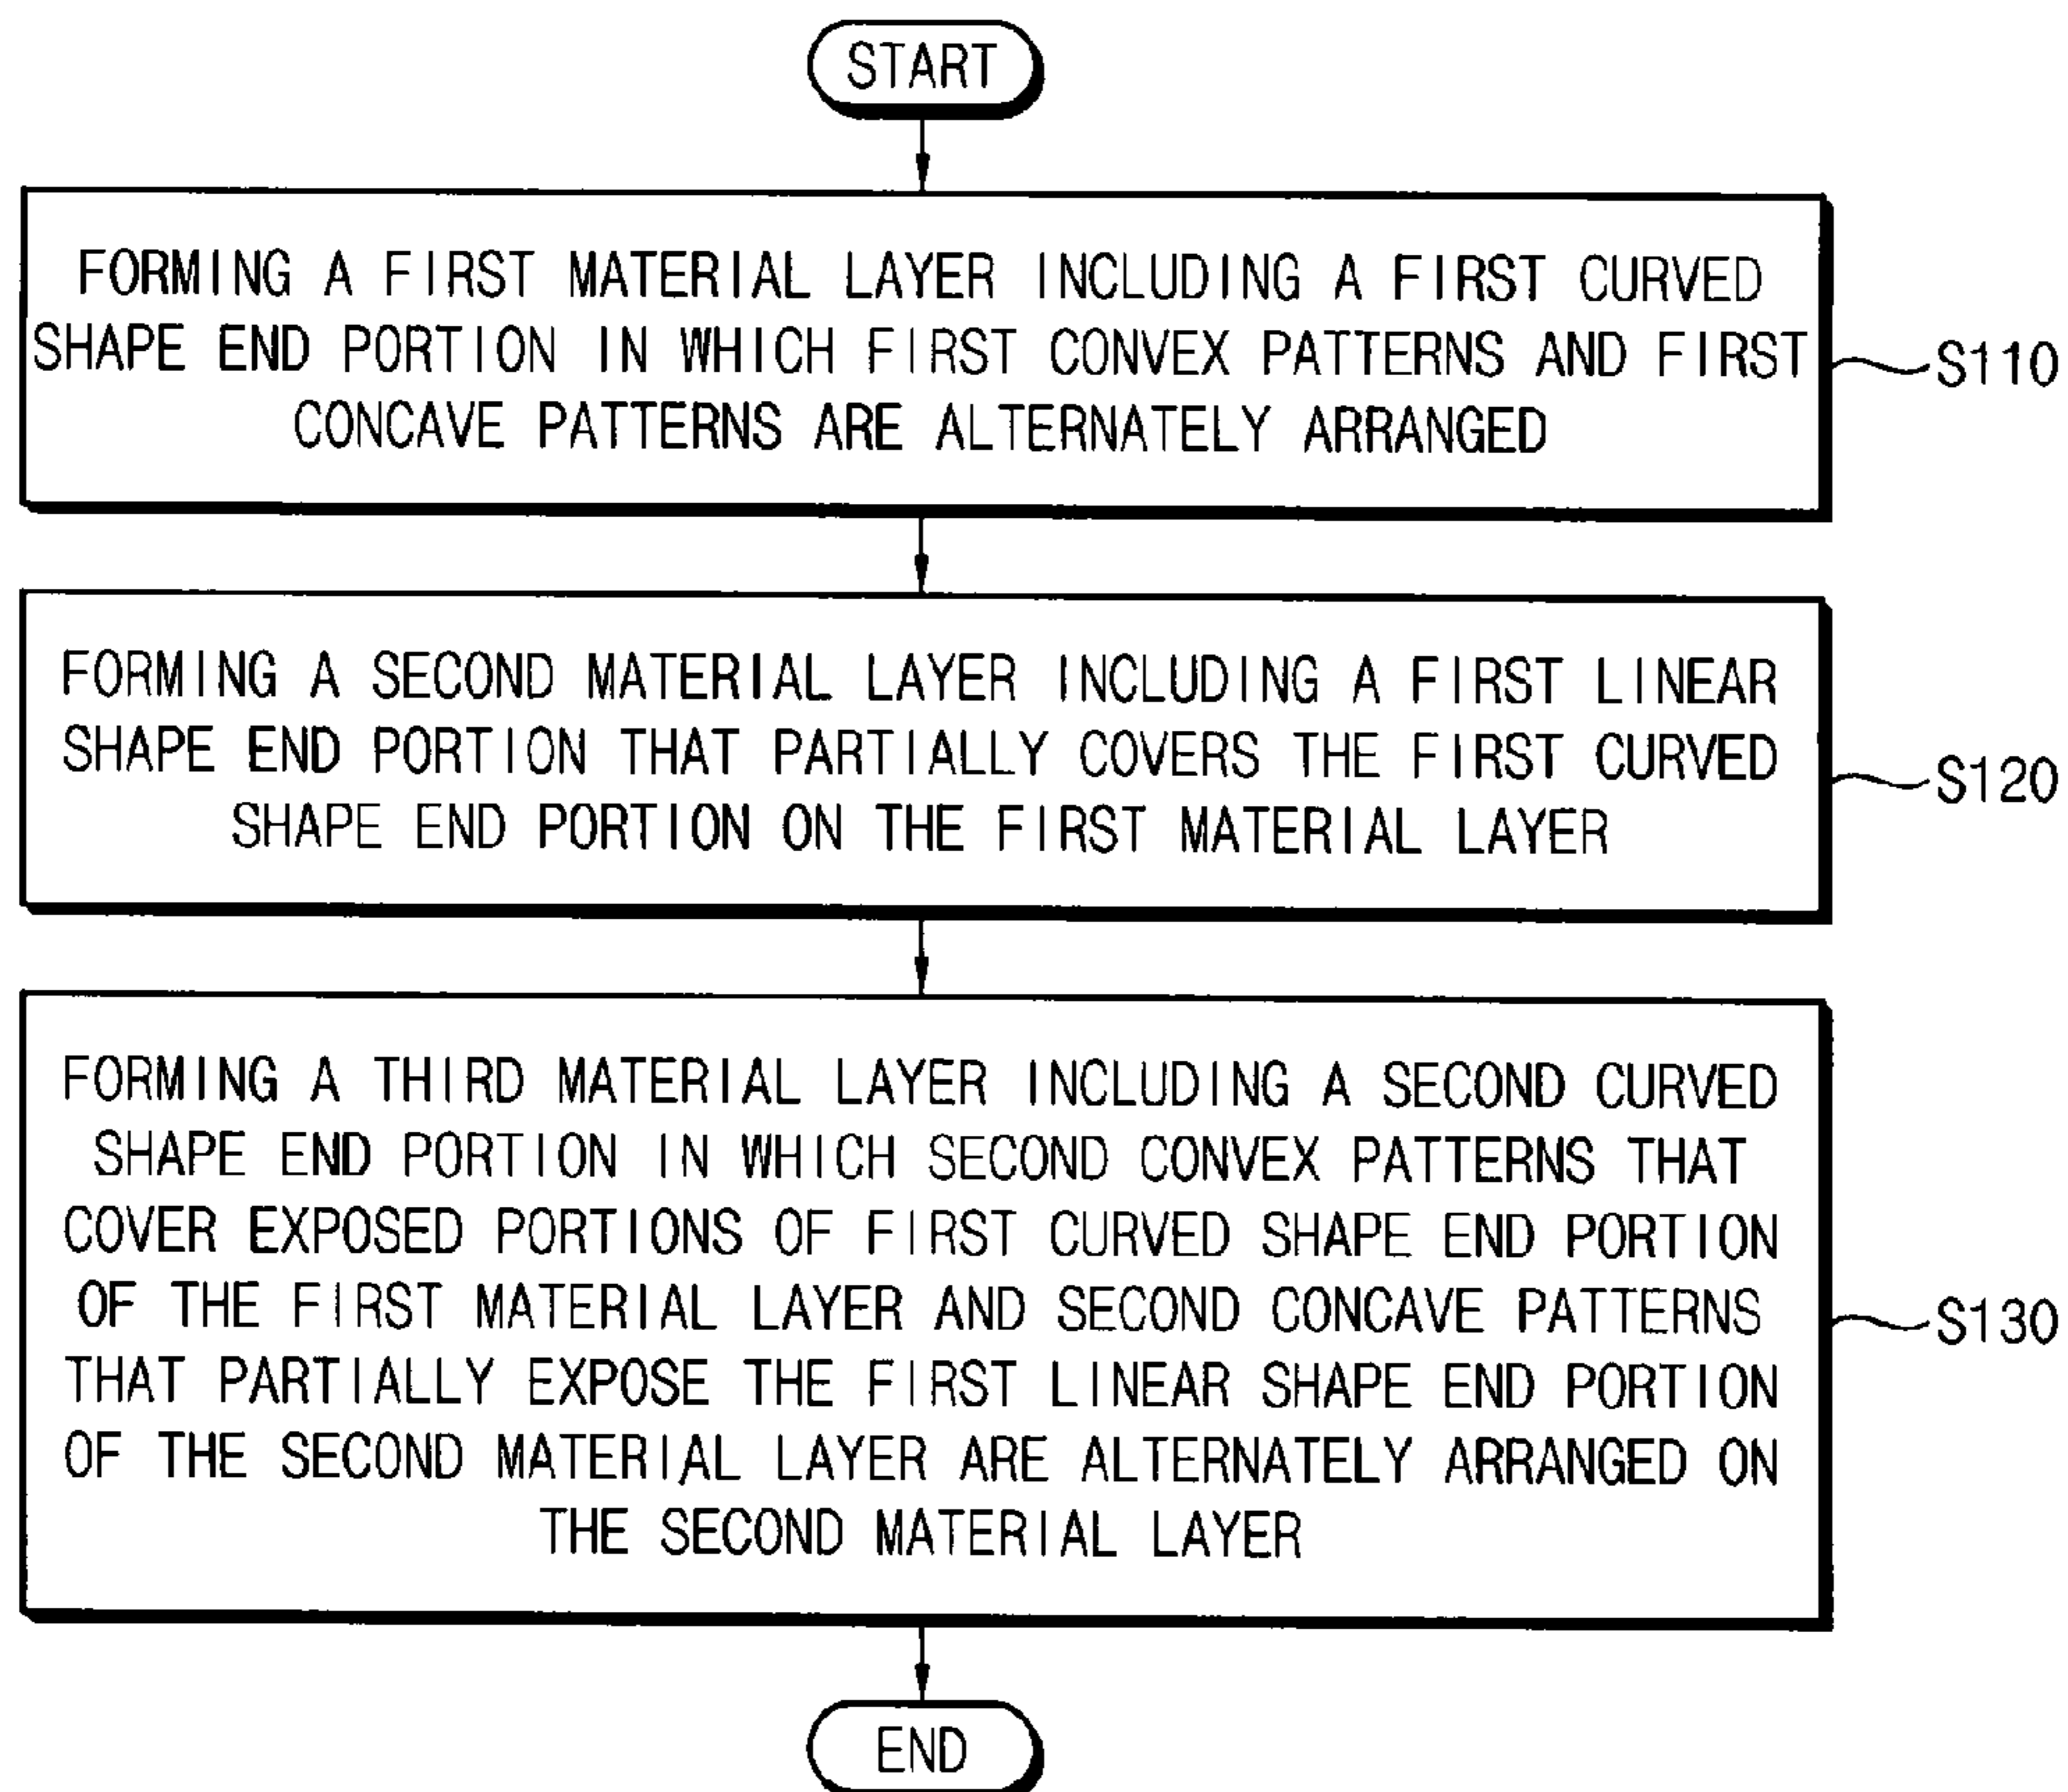 START
FORMING A FIRST MATERIAL LAYER INCLUDING A FIRST CURVED
SHAPE END PORTION IN WHICH FIRST CONVEX PATTERNS AND FIRST
CONCAVE PATTERNS ARE ALTERNATELY ARRANGED
S110
FORMING A SECOND MATERIAL LAYER INCLUDING A FIRST LINEAR
SHAPE END PORTION THAT PARTIALLY COVERS THE FIRST CURVED
SHAPE END PORTION ON THE FIRST MATERIAL LAYER
S120
FORMING A THIRD MATERIAL LAYER INCLUDING A SECOND CURVED
SHAPE END PORTION IN WHICH SECOND CONVEX PATTERNS THAT
COVER EXPOSED PORTIONS OF FIRST CURVED SHAPE END PORTION
OF THE FIRST MATERIAL LAYER AND SECOND CONCAVE PATTERNS
THAT PARTIALLY EXPOSE THE FIRST LINEAR SHAPE END PORTION
OF THE SECOND MATERIAL LAYER ARE ALTERNATELY ARRANGED ON
THE SECOND MATERIAL LAYER
S130
END